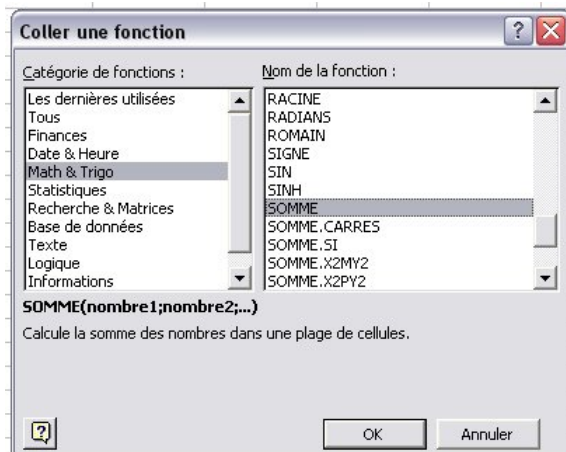 Coller une fonction
Catégorie de fonctions :
Les dernières utilisées
Tous
Finances
Date & Heure
Math & Trigo
Statistiques
Recherche & Matrices
Base de données
Texte
Logique
Informations
Nom de la fonction :
RACINE
RADIANS
ROMAIN
SIGNE
SIN
SINH
SOMME
SOMME.CARRES
SOMME.SI
SOMME.X2MY2
SOMME.X2PY2
SOMME(nombre1;nombre2;...)
Calcule la somme des nombres dans une plage de cellules.
OK
Annuler